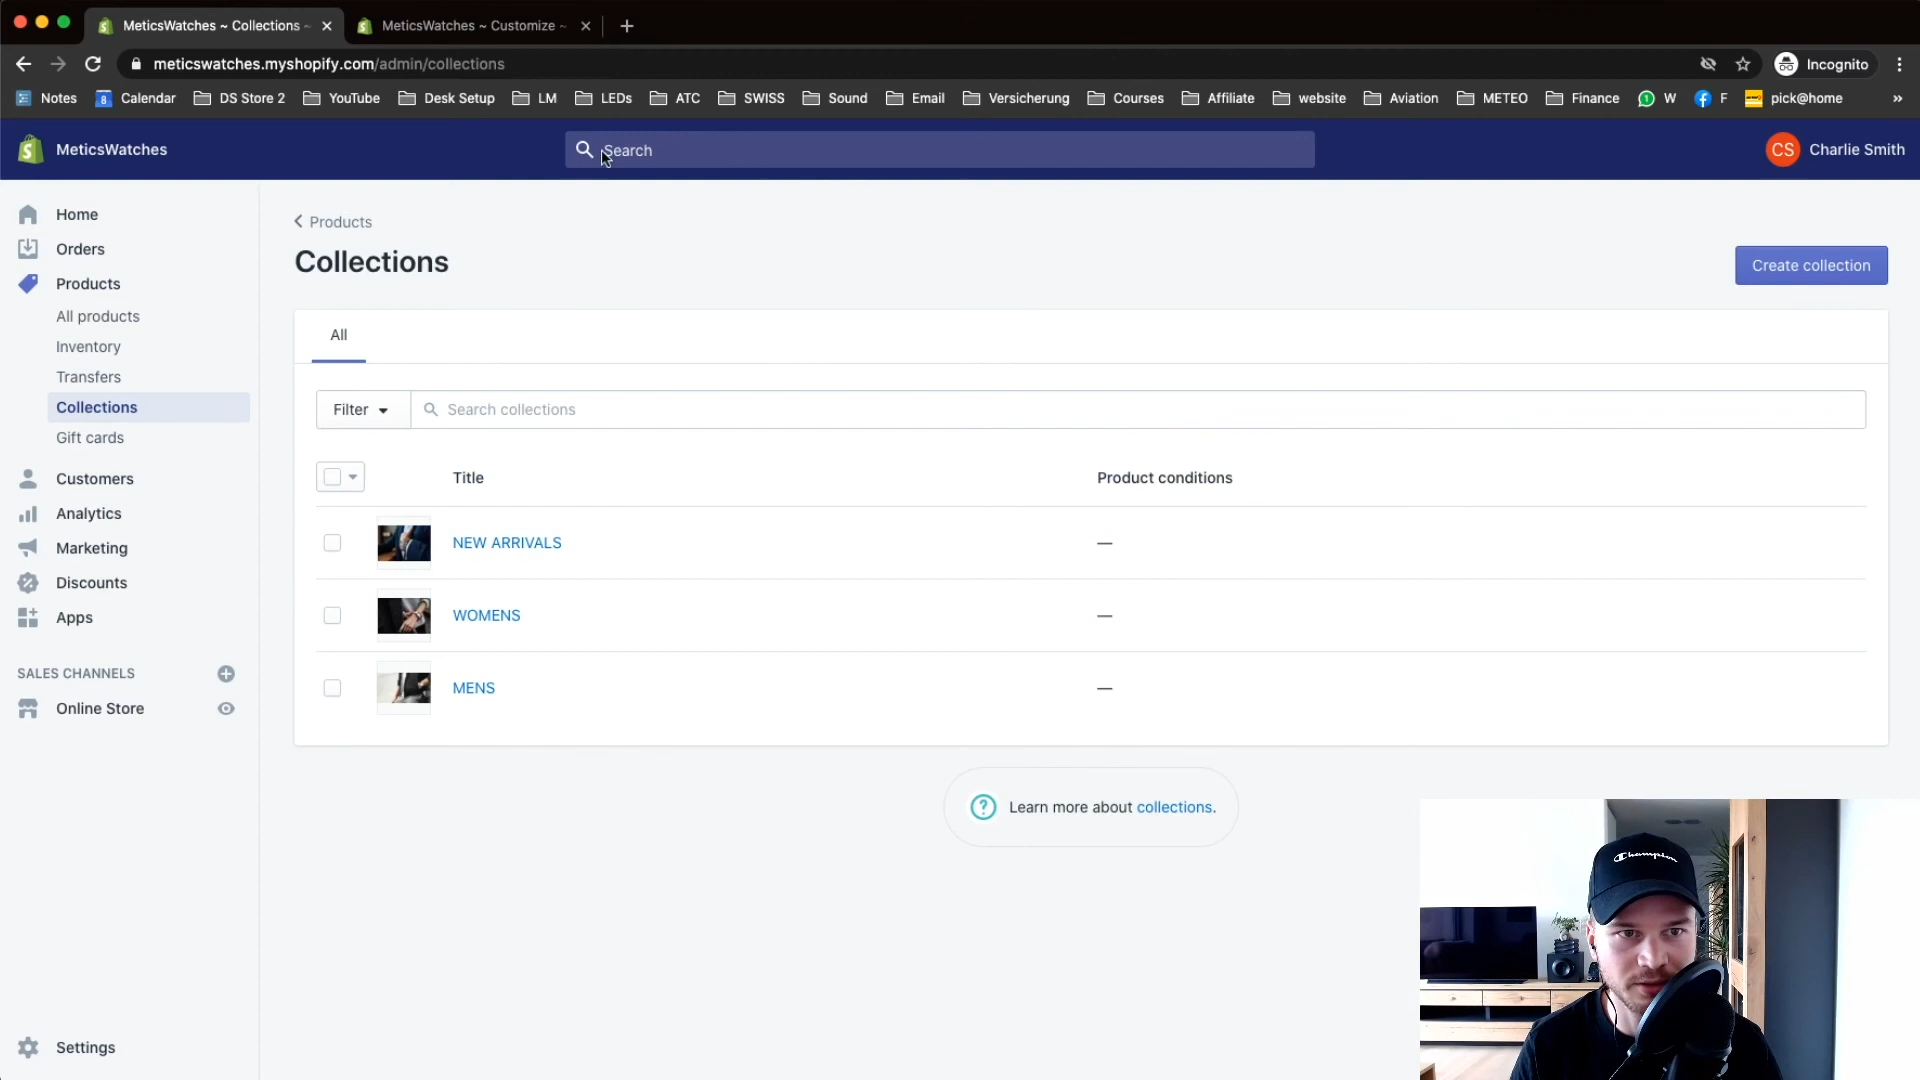 MeticsWatches ~ Collections ~
MeticsWatches ~ Customize ~
meticswatches.myshopify.com/admin/collections
Incognito
Notes
8 Calendar
DS Store 2
YouTube
Desk Setup
LM
LEDs
ATC
SWISS
Sound
Email
Versicherung
Courses
Affiliate
website
Aviation
METEO
Finance
1 W
F
pick@home
»
MeticsWatches
Search
CS Charlie Smith
Home
Orders
Products
All products
Inventory
Transfers
Collections
Gift cards
Customers
Analytics
Marketing
Discounts
Apps
SALES CHANNELS
Online Store
Settings
Products
Collections
Create collection
All
Filter
Search collections
Title
Product conditions
NEW ARRIVALS —
WOMENS —
MENS —
? Learn more about collections.
Champion